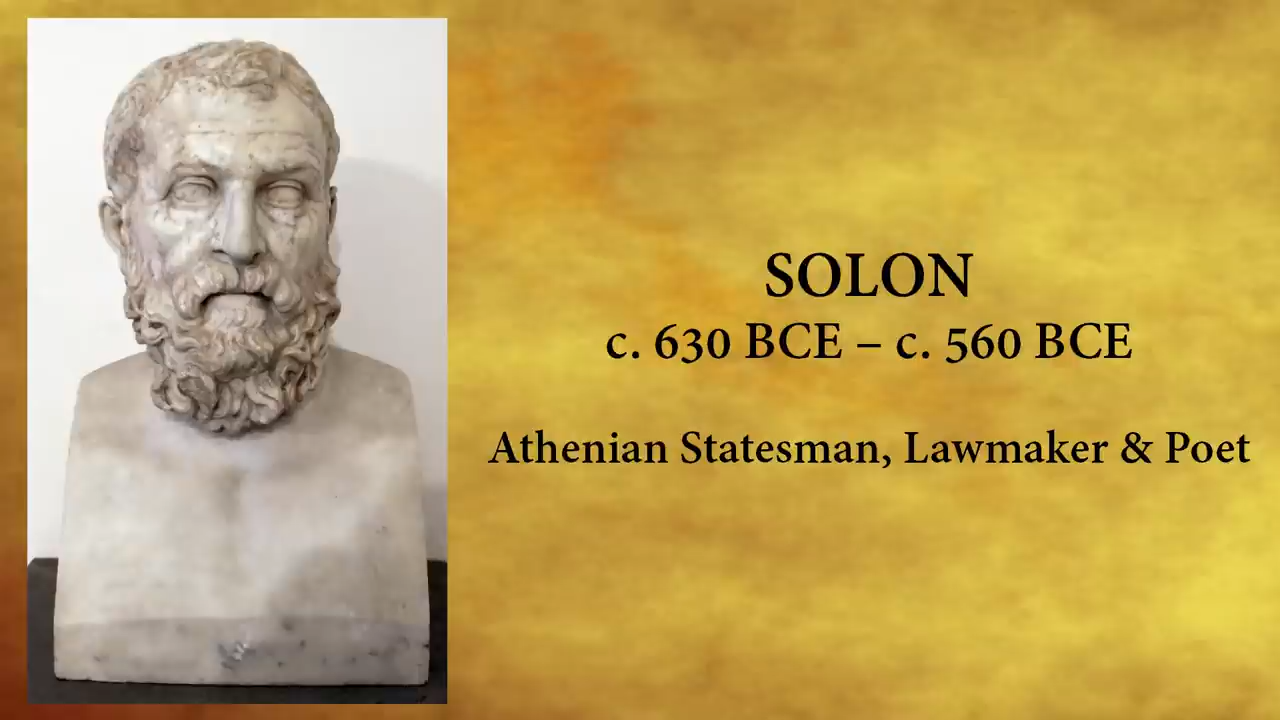 SOLON
c. 630 BCE – c. 560 BCE
Athenian Statesman, Lawmaker & Poet